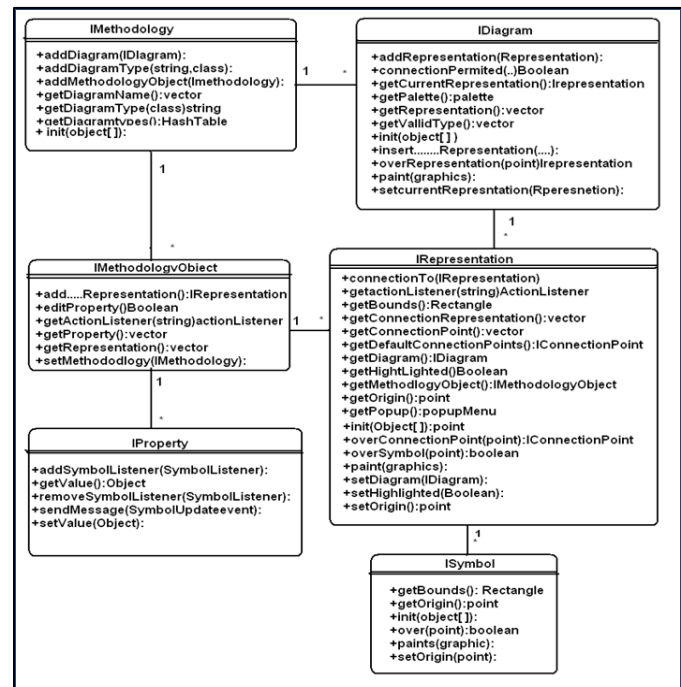 IMethodology
+addDiagram(IDIagram):
+addDiagramType(string,class):
+addMethodologyObject(Imethodology):
+getDiagramName():vector
+getDiagramType(class)string
+getDiagramtypes():HashTable
+ init(object[ ]):
1
*
IDiagram
+addRepresentation(Representation):
+connectionPermited(..)Boolean
+getCurrentRepresentation():Irepresentation
+getPalette():palette
+getRepresentation():vector
+getVallidType():vector
+init(object[ ] )
+insert........Representation(....):
+overRepresentation(point)Irepresentation
+paint(graphics):
+setcurrentRepresntation(Rperesnetion):
1
*
1
*
IMethodologyObject
+add.....Representation():IRepresentation
+editProperty()Boolean
+getActionListener(string)actionListener
+getProperty():vector
+getRepresentation():vector
+setMethododlogy(IMethodology):
1
*
IRepresentation
+connectionTo(IRepresentation)
+getactionListener(string)ActionListener
+getBounds():Rectangle
+getConnectionRepresentation():vector
+getConnectionPoint():vector
+getDefaultConnectionPoints():IConnectionPoint
+getDiagram():IDiagram
+getHightLighted()Boolean
+getMethodlogyObject():IMethodologyObject
+getOrigin():point
+getPopup():popupMenu
+init(Object[ ]):point
+overConnectionPoint(point):IConnectionPoint
+overSymbol(point):boolean
+paint(graphics):
+setDiagram(IDiagram):
+setHighlighted(Boolean):
+setOrigin():point
1
*
IProperty
+addSymbolListener(SymbolListener):
+getValue():Object
+removeSymbolListener(SymbolListener):
+sendMessage(SymbolUpdateevent):
+setValue(Object):
1
*
ISymbol
+getBounds(): Rectangle
+getOrigin():point
+init(object[ ]):
+over(point):boolean
+paints(graphic):
+setOrigin(point):